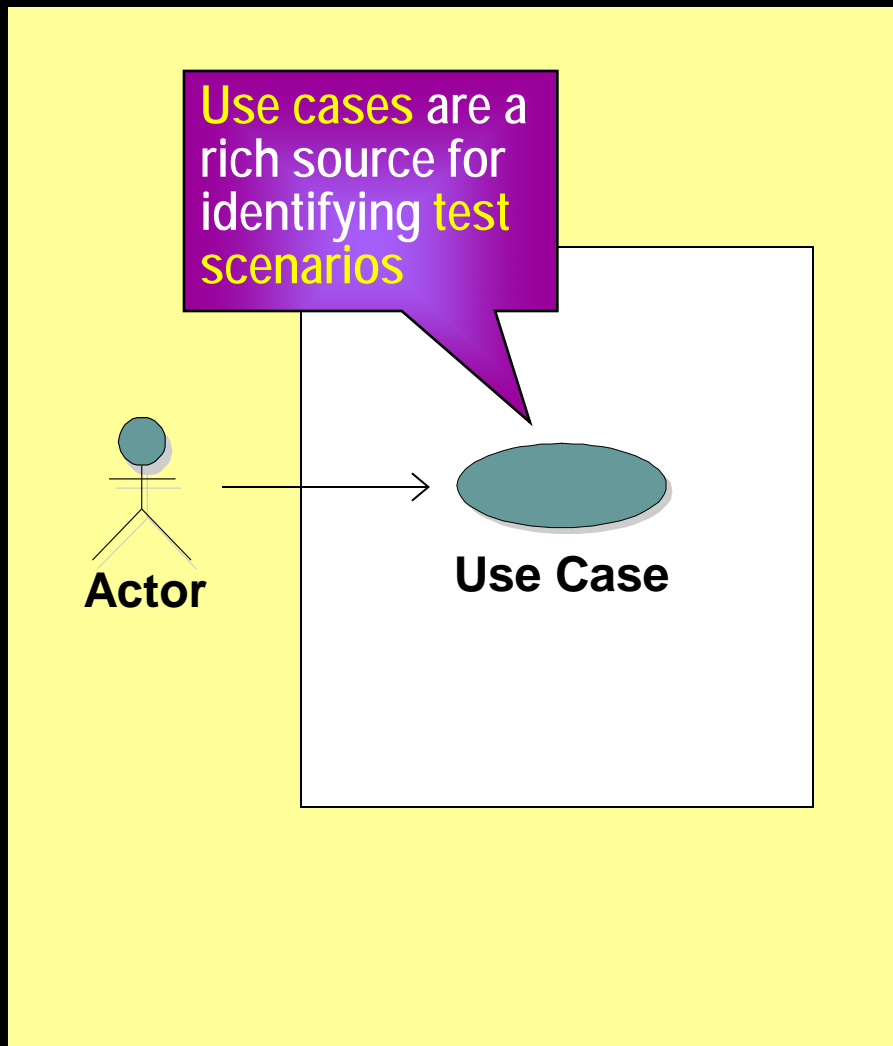 Use cases are a
rich source for
identifying test
scenarios
Actor
Use Case